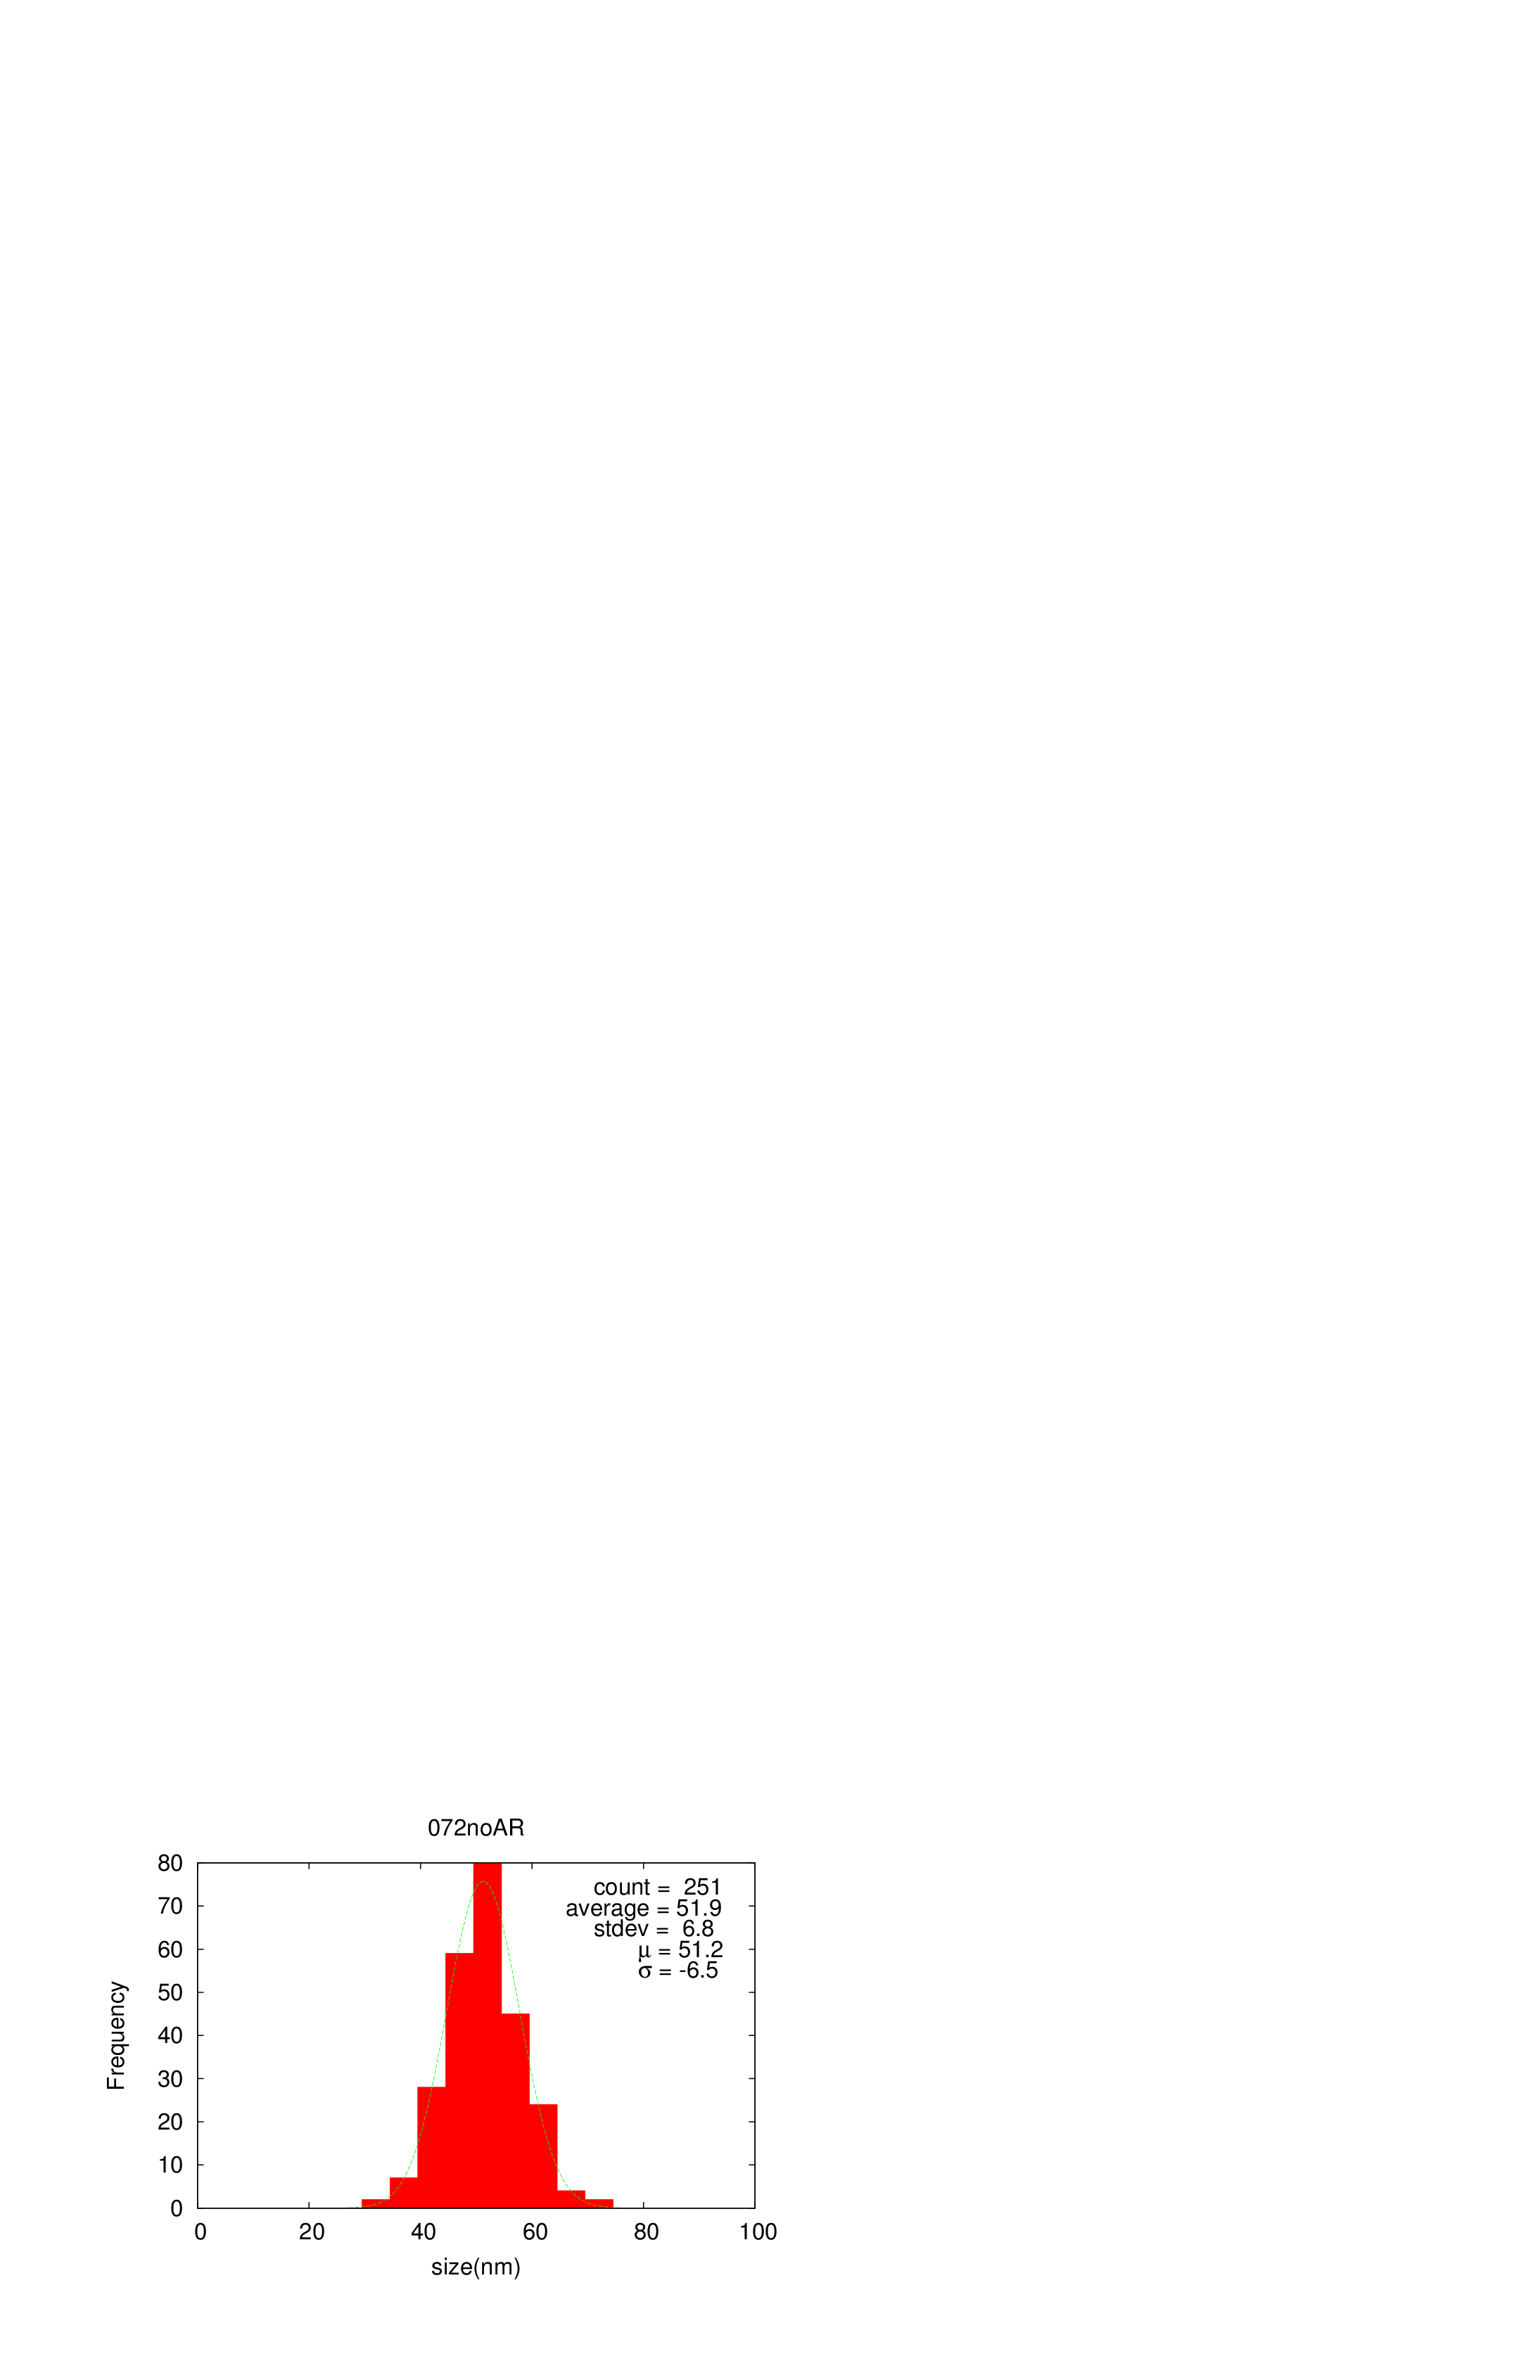 072noAR
80
70
60
50
40
30
20
10
0
Frequency
count = 251
average = 51.9
stdev = 6.8
μ = 51.2
σ = -6.5
0 20 40 60 80 100
size(nm)